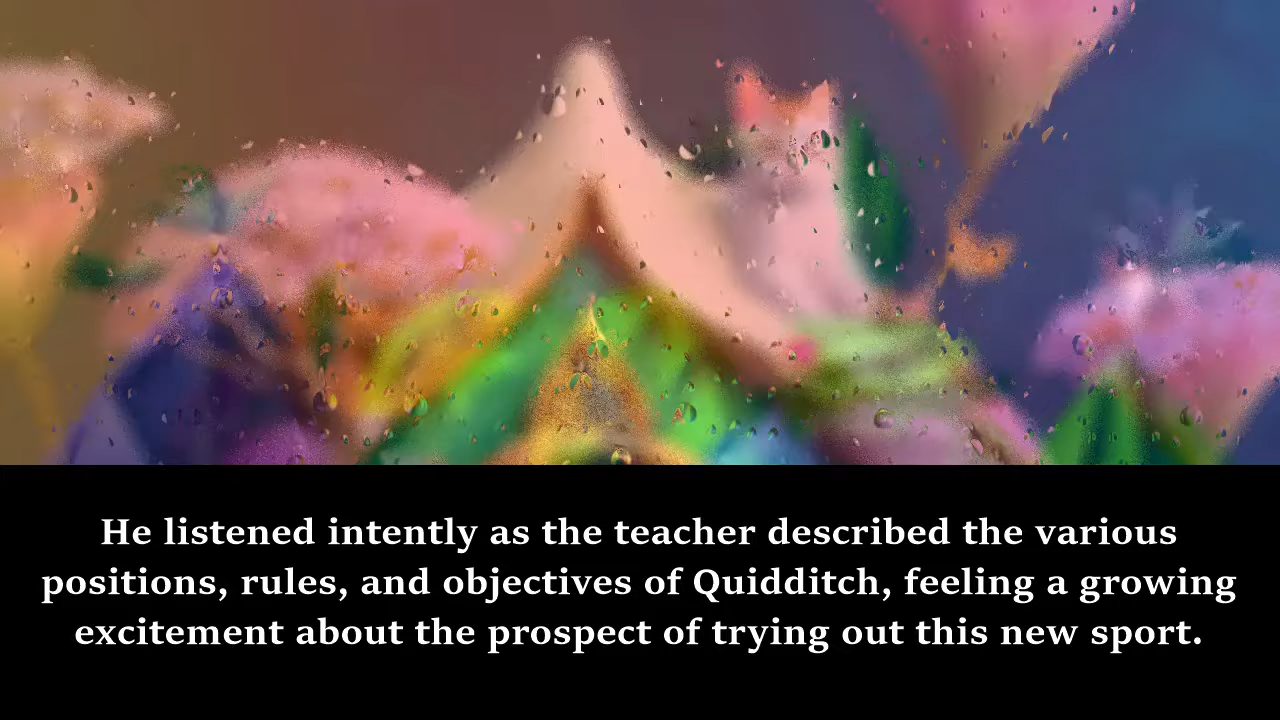 He listened intently as the teacher described the various
positions, rules, and objectives of Quidditch, feeling a growing
excitement about the prospect of trying out this new sport.